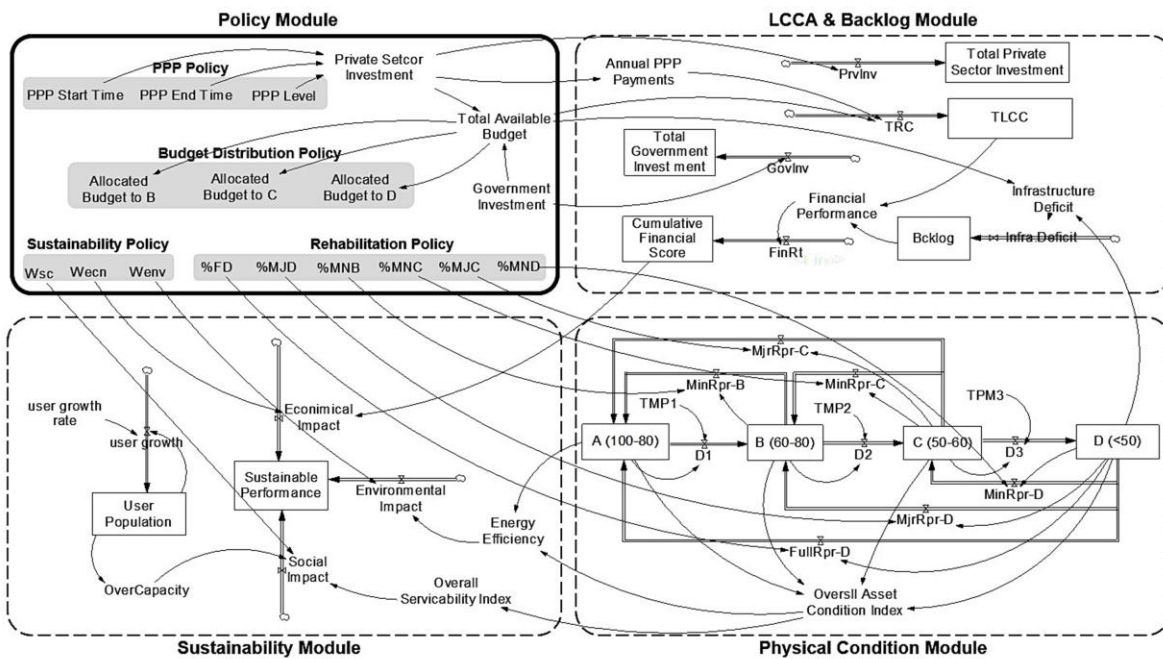 Policy Module
LCCA & Backlog Module
PPP Policy
PPP Start Time
PPP End Time
PPP Level
Private Setcor
Investment
Total Available
Budget
Budget Distribution Policy
Allocated
Budget to B
Allocated
Budget to C
Allocated
Budget to D
Government
Investment
Sustainability Policy
Rehabilitation Policy
Wsc
Wecn
Wenv
%FD
%MJD
%MNB
%MNC
%MJC
%MND
Annual PPP
Payments
PrvInv
Total Private
Sector Investment
TRC
TLCC
Total
Government
Invest ment
GovInv
Financial
Performance
Infrastructure
Deficit
Cumulative
Financial
Score
FinRt
Bcklog
Infra Deficit
user growth
rate
user growth
User
Population
OverCapacity
Econimical
Impact
Sustainable
Performance
Environmental
Impact
Social
Impact
Energy
Efficiency
Overall
Servicability Index
MjrRpr-C
MinRpr-B
MinRpr-C
TMP1
TMP2
TPM3
A (100-80)
B (60-80)
C (50-60)
D (<50)
D1
D2
D3
MinRpr-D
MjrRpr-D
FullRpr-D
Oversll Asset
Condition Index
Sustainability Module
Physical Condition Module